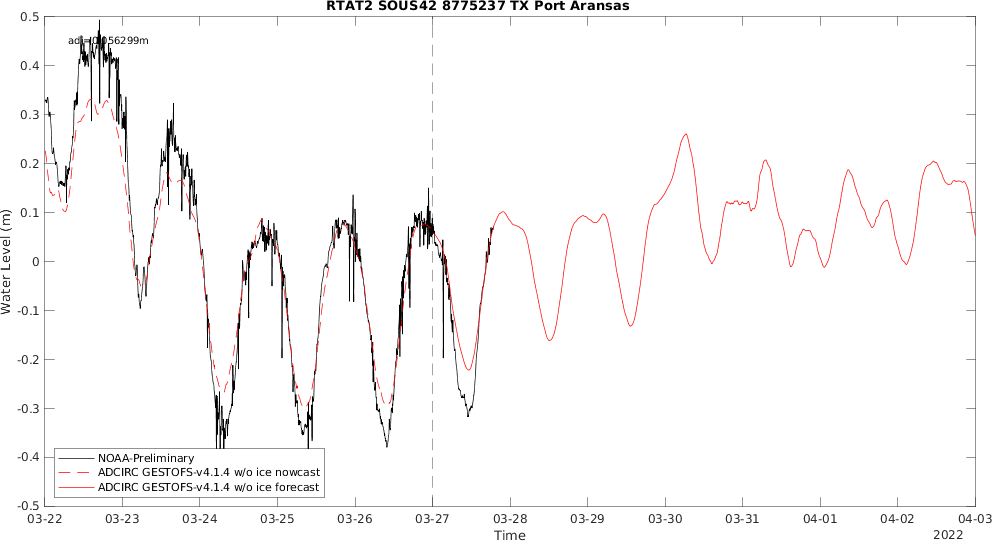 RTAT2 SOUS42 8775237 TX Port Aransas
0.5
0.4
0.3
0.2
0.1
0
-0.1
-0.2
-0.3
-0.4
-0.5
Water Level (m)
NOAA-Preliminary
ADCIRC GESTOFS-v4.1.4 w/o ice nowcast
ADCIRC GESTOFS-v4.1.4 w/o ice forecast
03-22 03-23 03-24 03-25 03-26 03-27 03-28 03-29 03-30 03-31 04-01 04-02 04-03
Time
2022